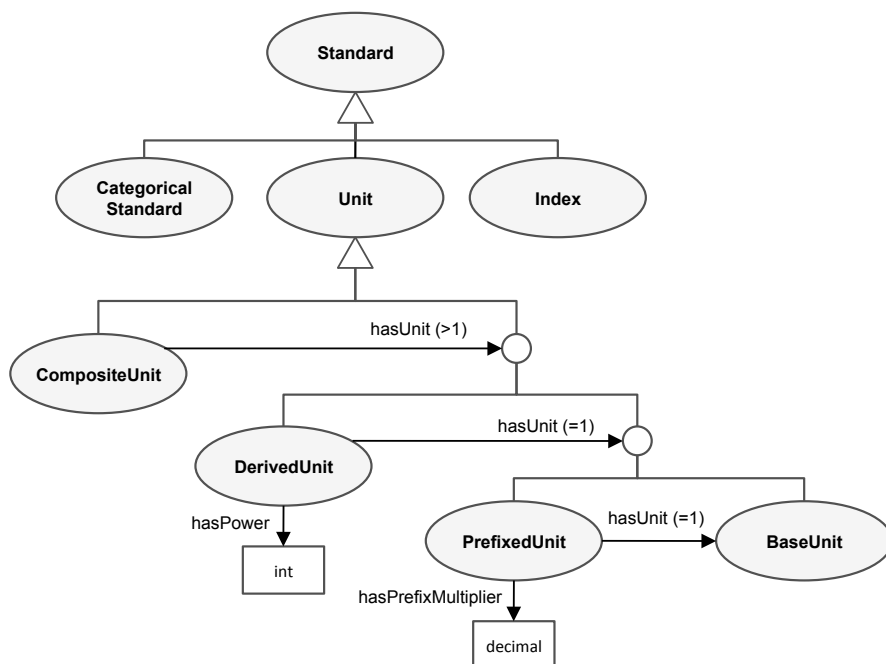 Standard
Categorical
Standard
Unit
Index
hasUnit (>1)
CompositeUnit
hasUnit (=1)
DerivedUnit
hasPower
hasUnit (=1)
PrefixedUnit
BaseUnit
int
hasPrefixMultiplier
decimal